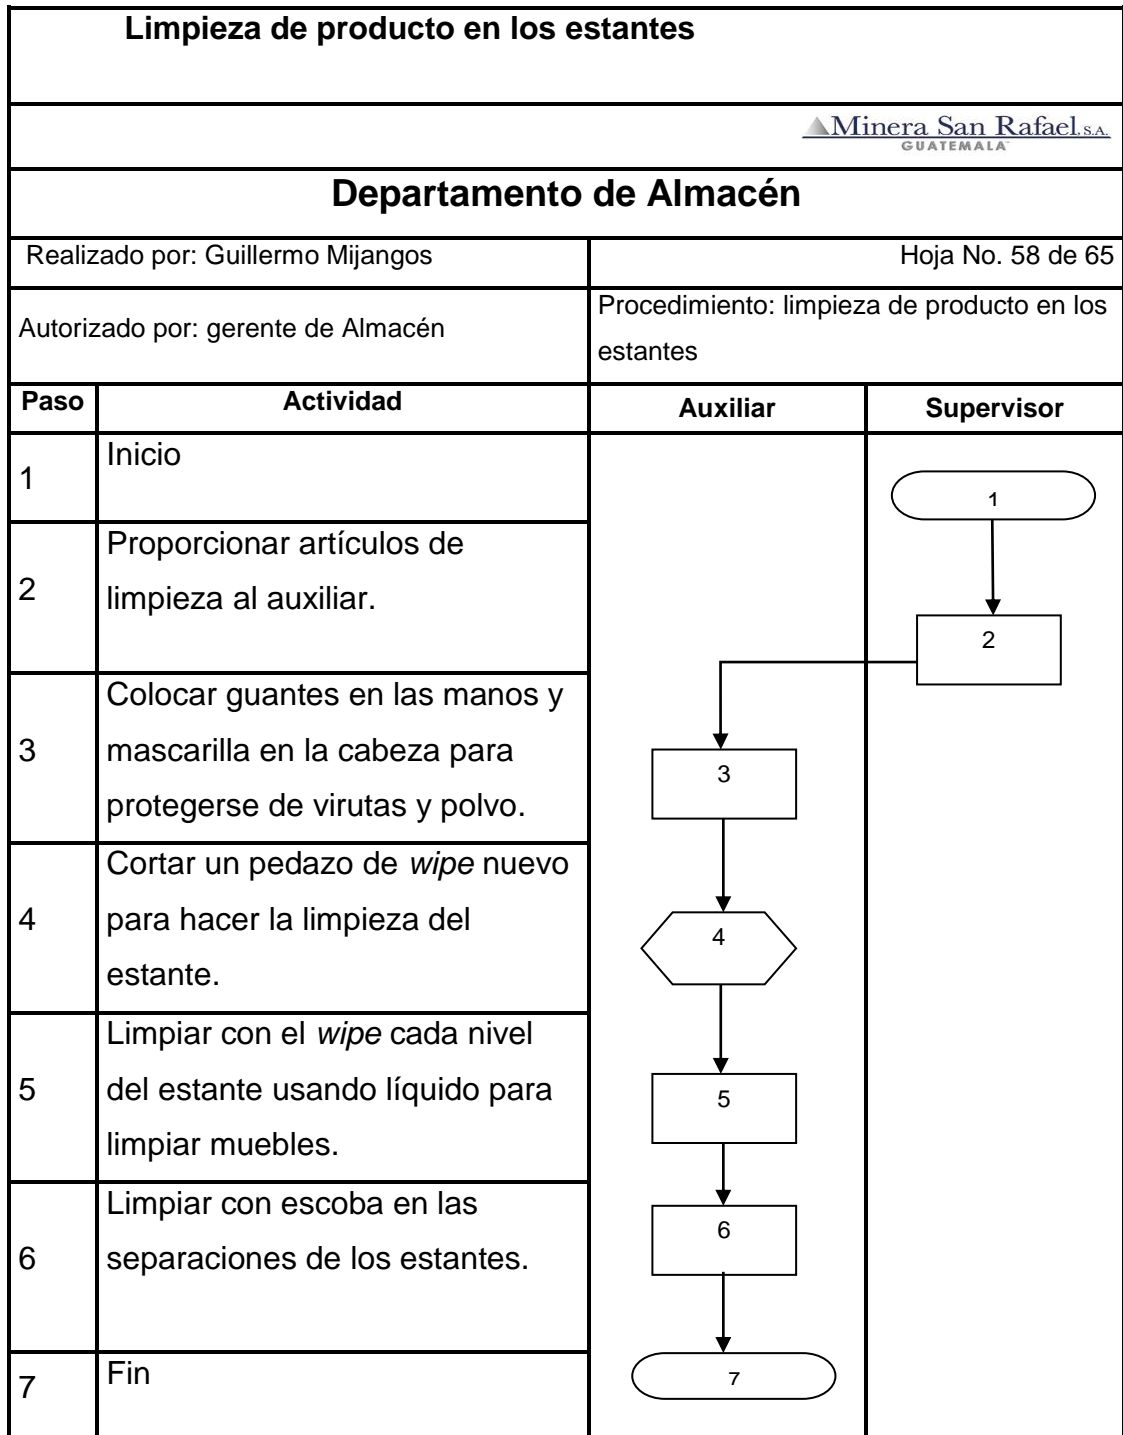 Limpieza de producto en los estantes
Minera San Rafael, S.A.
GUATEMALA
Departamento de Almacén
Realizado por: Guillermo Mijangos
Hoja No. 58 de 65
Autorizado por: gerente de Almacén
Procedimiento: limpieza de producto en los
estantes
Paso
Actividad
Auxiliar
Supervisor
1
Inicio
1
2
Proporcionar artículos de
limpieza al auxiliar.
2
3
Colocar guantes en las manos y
mascarilla en la cabeza para
protegerse de virutas y polvo.
3
4
Cortar un pedazo de wipe nuevo
para hacer la limpieza del
estante.
4
5
Limpiar con el wipe cada nivel
del estante usando líquido para
limpiar muebles.
5
6
Limpiar con escoba en las
separaciones de los estantes.
6
7
Fin
7